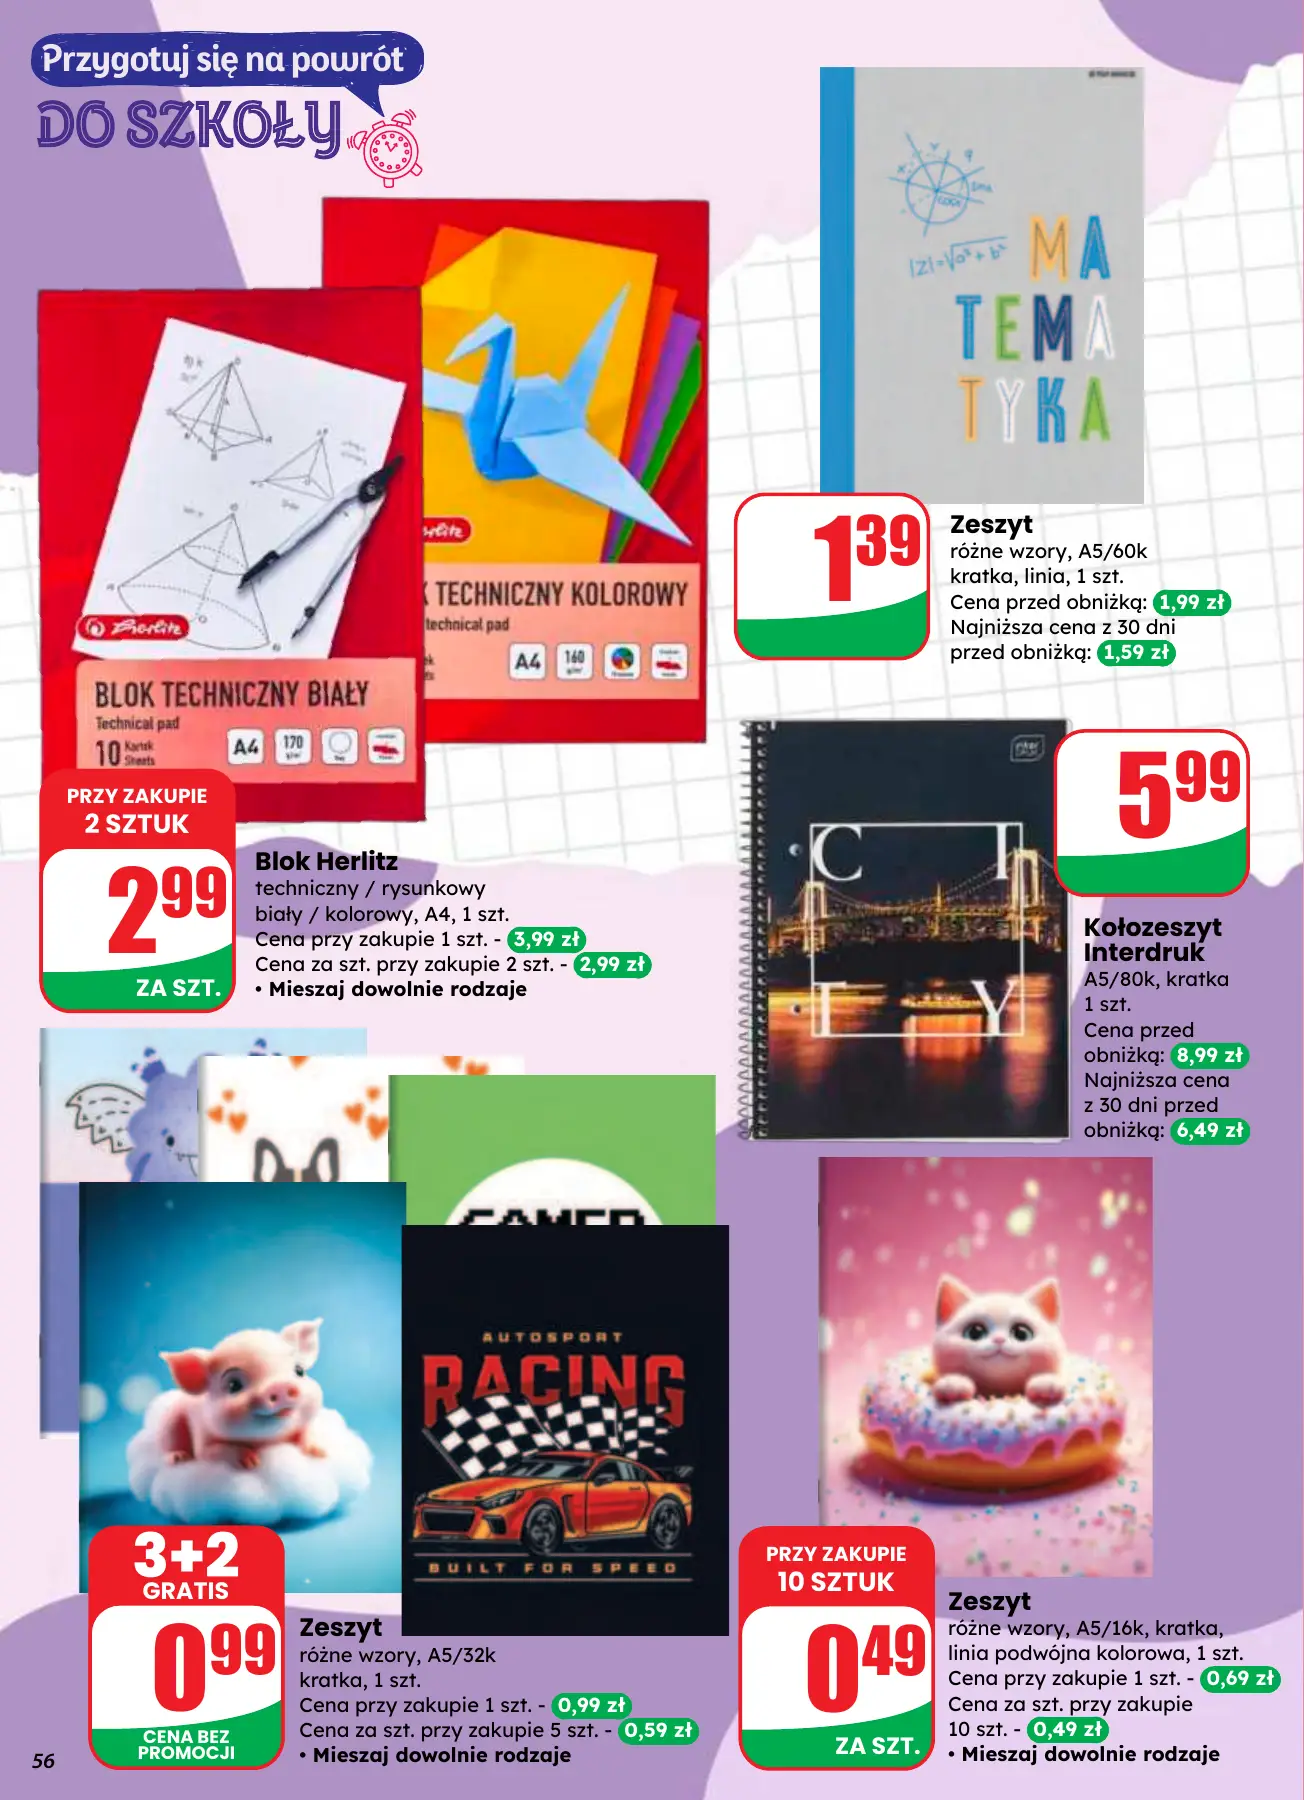 Przygotuj się na powrót
DO SZKOŁY
MA
TEMA
TYKA
1 39
Zeszyt
różne wzory, A5/60k
kratka, linia, 1 szt.
Cena przed obniżką: 1,99 zł
Najniższa cena z 30 dni
przed obniżką: 1,59 zł
Herlitz
TECHNICZNY KOLOROWY
technical pad
A4
160
Herlitz
BLOK TECHNICZNY BIAŁY
Technical pad
10 Kartek
Sheets
A4
170
PRZY ZAKUPIE
2 SZTUK
2 99
ZA SZT.
Blok Herlitz
techniczny / rysunkowy
biały / kolorowy, A4, 1 szt.
Cena przy zakupie 1 szt. - 3,99 zł
Cena za szt. przy zakupie 2 szt. - 2,99 zł
• Mieszaj dowolnie rodzaje
C I
T Y
5 99
Kołozeszyt
Interdruk
A5/80k, kratka
1 szt.
Cena przed
obniżką: 8,99 zł
Najniższa cena
z 30 dni przed
obniżką: 6,49 zł
GAMER
AUTOSPORT
RACING
BUILT FOR SPEED
3+2
GRATIS
0 99
CENA BEZ
PROMOCJI
Zeszyt
różne wzory, A5/32k
kratka, 1 szt.
Cena przy zakupie 1 szt. - 0,99 zł
Cena za szt. przy zakupie 5 szt. - 0,59 zł
• Mieszaj dowolnie rodzaje
PRZY ZAKUPIE
10 SZTUK
0 49
ZA SZT.
Zeszyt
różne wzory, A5/16k, kratka,
linia podwójna kolorowa, 1 szt.
Cena przy zakupie 1 szt. - 0,69 zł
Cena za szt. przy zakupie
10 szt. - 0,49 zł
• Mieszaj dowolnie rodzaje
56